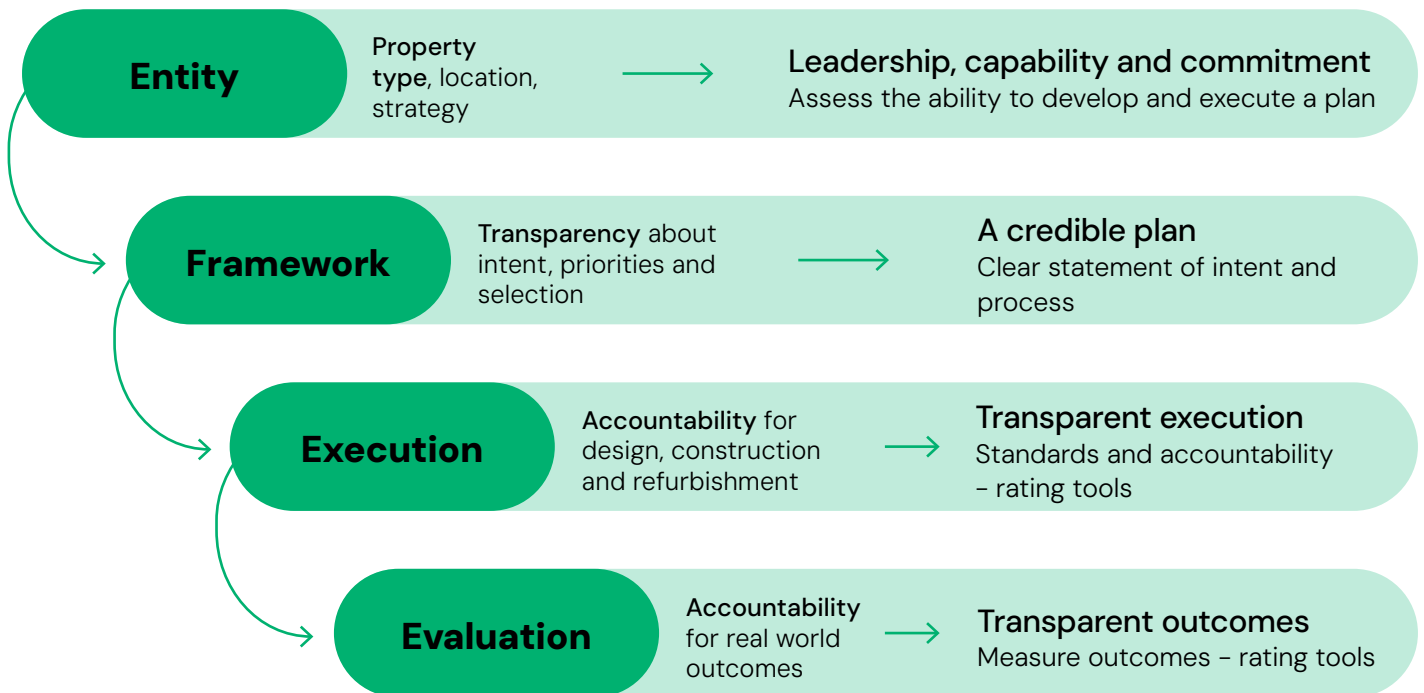 Entity
Property
type, location,
strategy
Leadership, capability and commitment
Assess the ability to develop and execute a plan
Framework
Transparency about
intent, priorities and
selection
A credible plan
Clear statement of intent and
process
Execution
Accountability for
design, construction
and refurbishment
Transparent execution
Standards and accountability
– rating tools
Evaluation
Accountability
for real world
outcomes
Transparent outcomes
Measure outcomes – rating tools